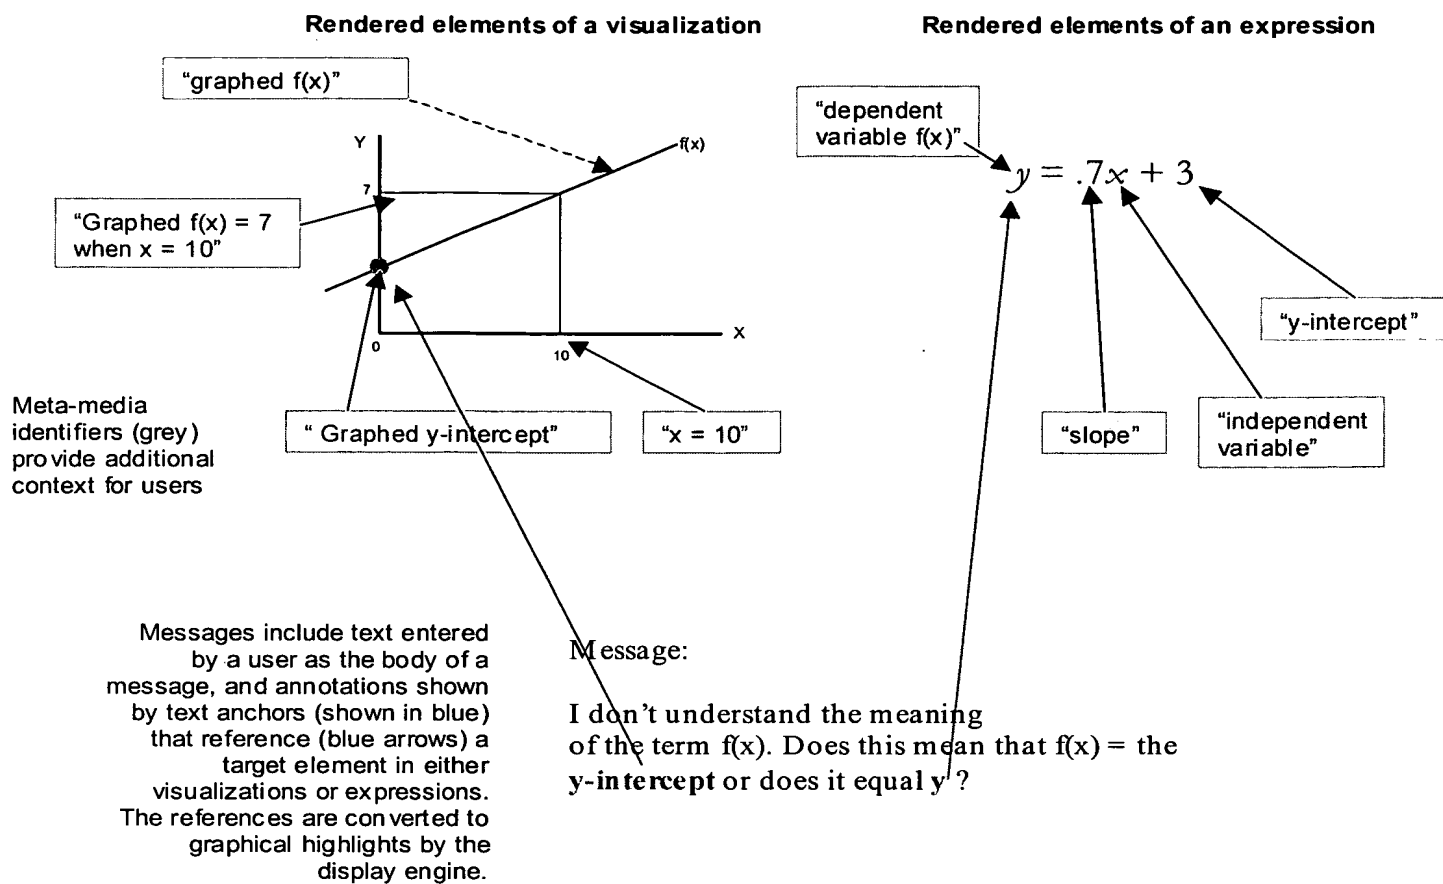 Rendered elements of a visualization
Rendered elements of an expression
“graphed f(x)”
“dependent
variable f(x)”
Y
f(x)
y = .7x + 3
7
“Graphed f(x) = 7
when x = 10”
“y-intercept”
X
0
10
Meta-media
identifiers (grey)
provide additional
context for users
“ Graphed y-intercept”
“x = 10”
“slope”
“independent
variable”
Messages include text entered
by a user as the body of a
message, and annotations shown
by text anchors (shown in blue)
that reference (blue arrows) a
target element in either
visualizations or expressions.
The references are converted to
graphical highlights by the
display engine.
Message:
I don’t understand the meaning
of the term f(x). Does this mean that f(x) = the
y-intercept or does it equal y ?